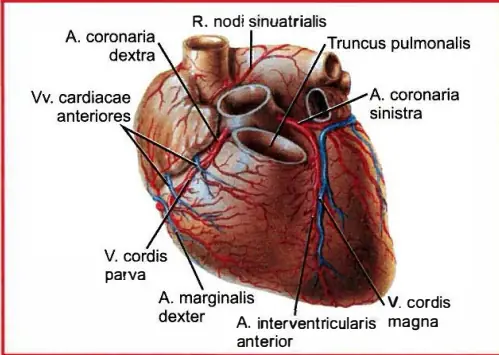 R. nodi sinuatrialis
A. coronaria
dextra
Truncus pulmonalis
Vv. cardiacae
anteriores
A. coronaria
sinistra
V. cordis
parva
A. marginalis
dexter
A. interventricularis
anterior
V. cordis
magna